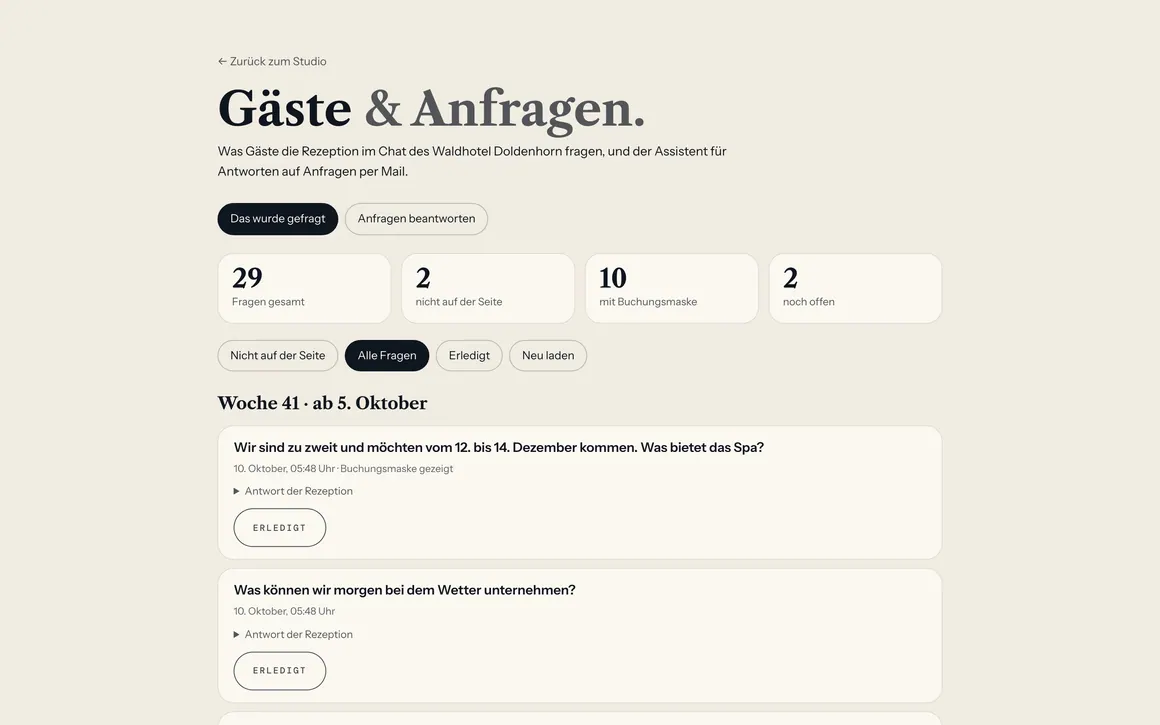 ← Zurück zum Studio
Gäste & Anfragen.
Was Gäste die Rezeption im Chat des Waldhotel Doldenhorn fragen, und der Assistent für
Antworten auf Anfragen per Mail.
Das wurde gefragt
Anfragen beantworten
29
Fragen gesamt
2
nicht auf der Seite
10
mit Buchungsmaske
2
noch offen
Nicht auf der Seite
Alle Fragen
Erledigt
Neu laden
Woche 41 · ab 5. Oktober
Wir sind zu zweit und möchten vom 12. bis 14. Dezember kommen. Was bietet das Spa?
10. Oktober, 05:48 Uhr · Buchungsmaske gezeigt
▶ Antwort der Rezeption
ERLEDIGT
Was können wir morgen bei dem Wetter unternehmen?
10. Oktober, 05:48 Uhr
▶ Antwort der Rezeption
ERLEDIGT